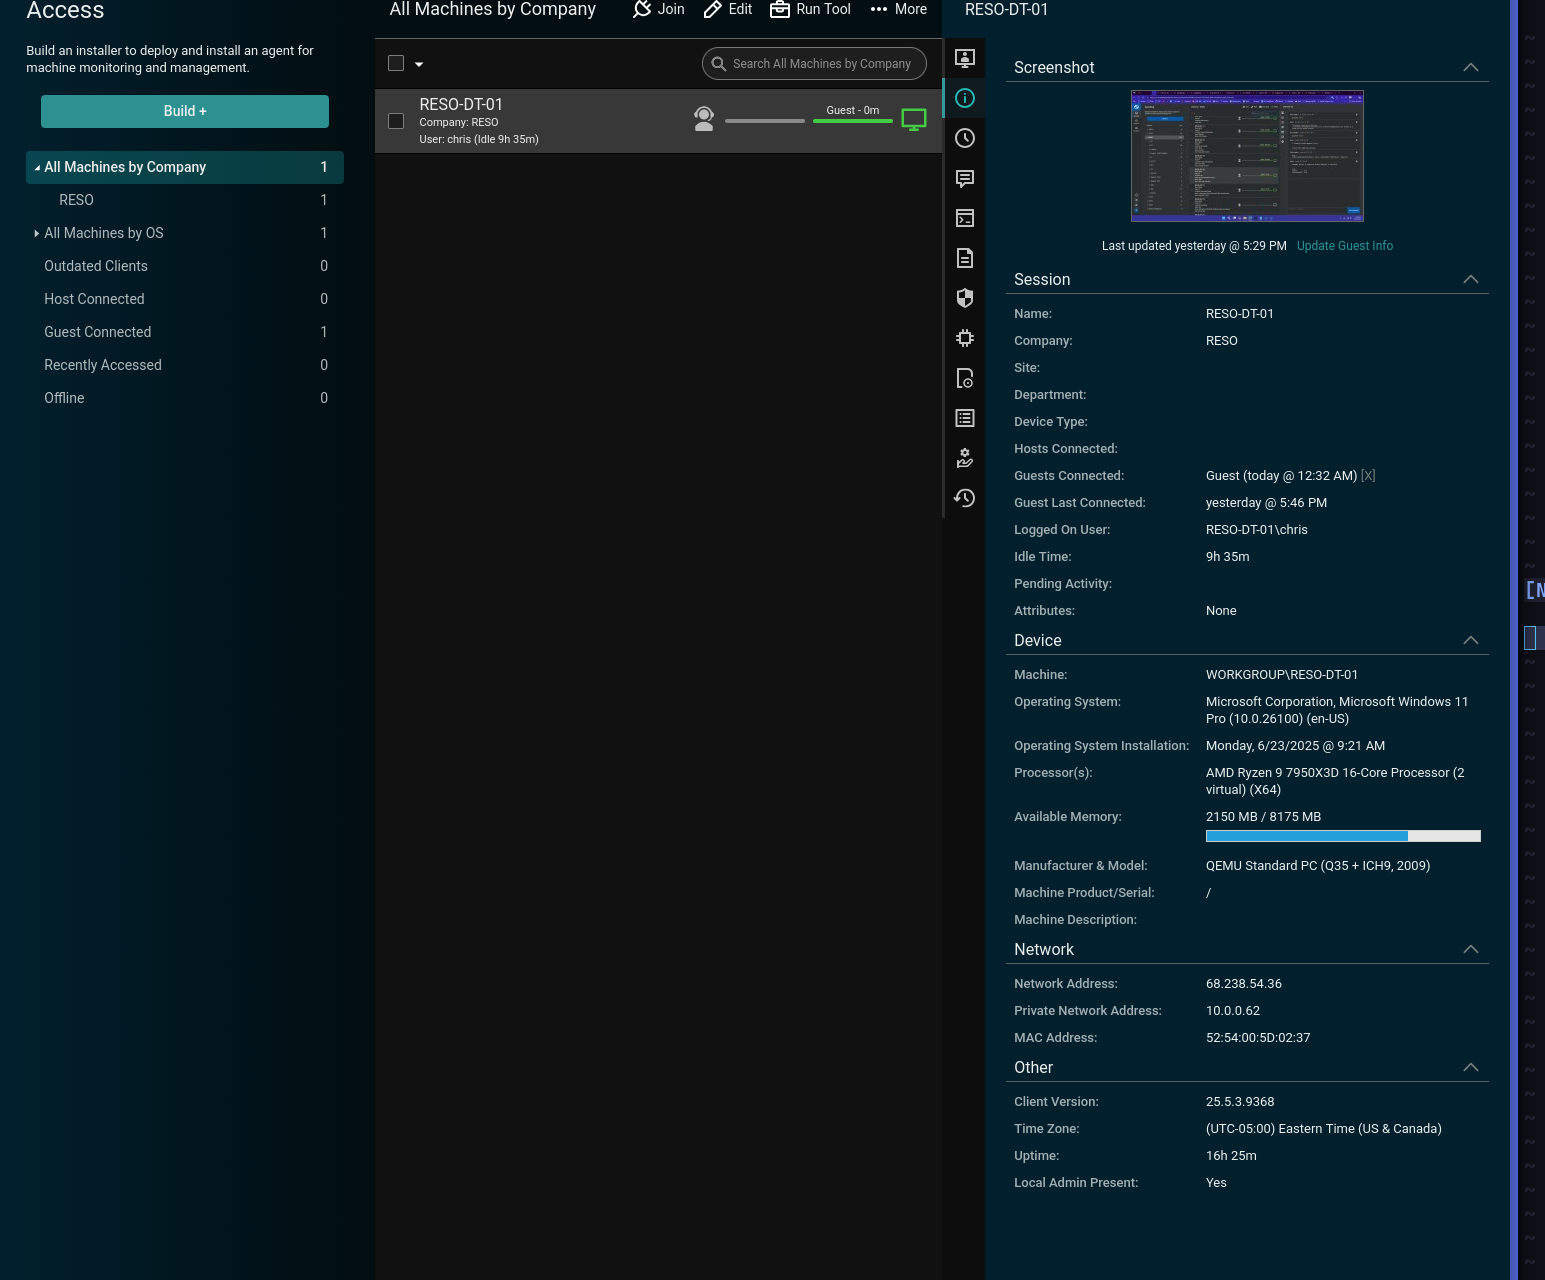 Access
Build an installer to deploy and install an agent for
machine monitoring and management.
Build +
All Machines by Company 1
RESO 1
All Machines by OS 1
Outdated Clients 0
Host Connected 0
Guest Connected 1
Recently Accessed 0
Offline 0
All Machines by Company Join Edit Run Tool More
Search All Machines by Company
RESO-DT-01
Company: RESO
User: chris (Idle 9h 35m)
Guest - 0m
RESO-DT-01
Screenshot
Last updated yesterday @ 5:29 PM Update Guest Info
Session
Name: RESO-DT-01
Company: RESO
Site:
Department:
Device Type:
Hosts Connected:
Guests Connected: Guest (today @ 12:32 AM) [X]
Guest Last Connected: yesterday @ 5:46 PM
Logged On User: RESO-DT-01\chris
Idle Time: 9h 35m
Pending Activity:
Attributes: None
Device
Machine: WORKGROUP\RESO-DT-01
Operating System: Microsoft Corporation, Microsoft Windows 11
Pro (10.0.26100) (en-US)
Operating System Installation: Monday, 6/23/2025 @ 9:21 AM
Processor(s): AMD Ryzen 9 7950X3D 16-Core Processor (2
virtual) (X64)
Available Memory: 2150 MB / 8175 MB
Manufacturer & Model: QEMU Standard PC (Q35 + ICH9, 2009)
Machine Product/Serial: /
Machine Description:
Network
Network Address: 68.238.54.36
Private Network Address: 10.0.0.62
MAC Address: 52:54:00:5D:02:37
Other
Client Version: 25.5.3.9368
Time Zone: (UTC-05:00) Eastern Time (US & Canada)
Uptime: 16h 25m
Local Admin Present: Yes